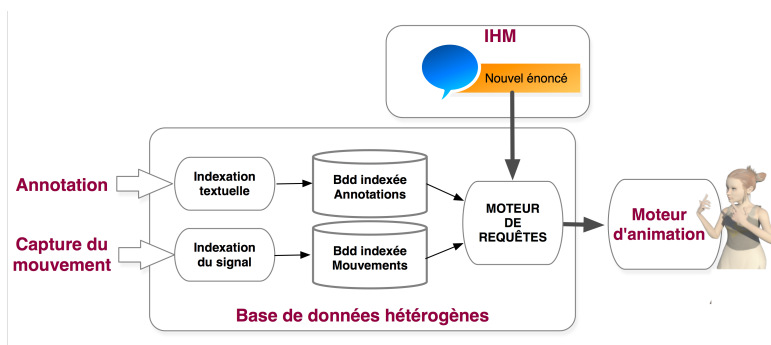 IHM
Nouvel énoncé
Annotation
Indexation
textuelle
Bdd indexée
Annotations
Capture du
mouvement
Indexation
du signal
Bdd indexée
Mouvements
MOTEUR
DE
REQUÊTES
Moteur
d'animation
Base de données hétérogènes